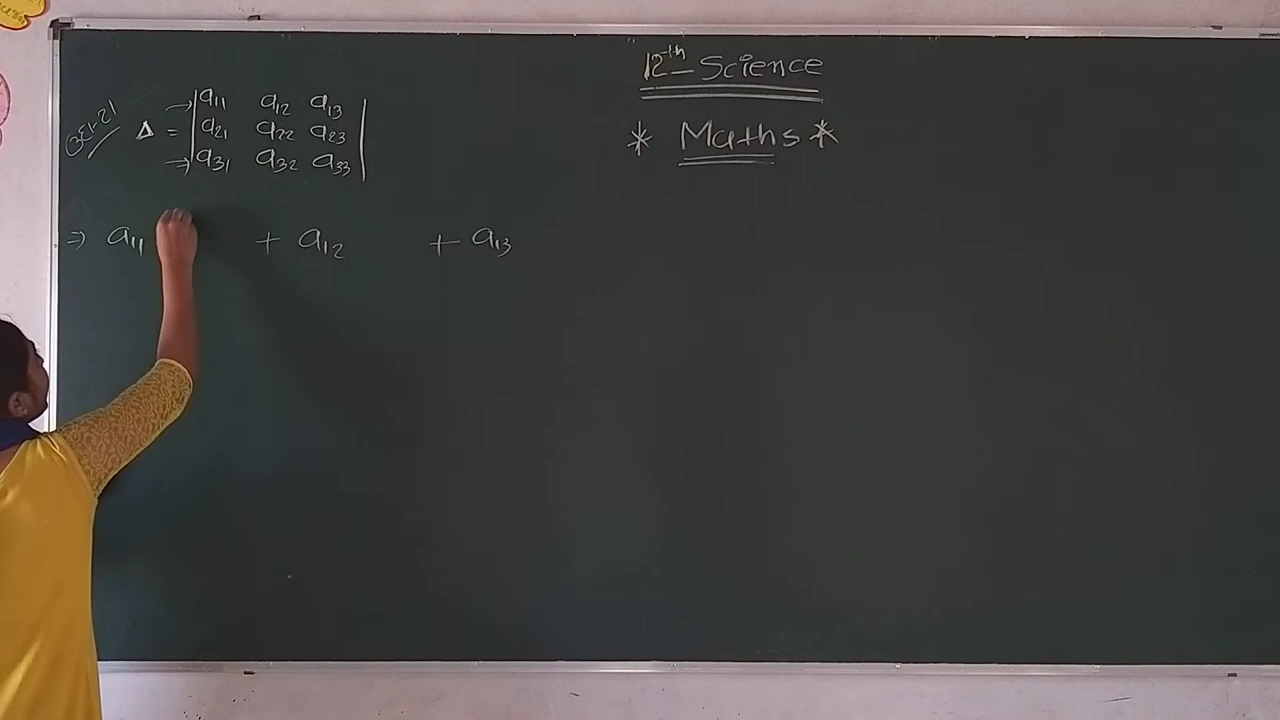 12th - Science
* Maths *
Δ = | a₁₁ a₁₂ a₁₃ |
→ a₂₁ a₂₂ a₂₃
→ a₃₁ a₃₂ a₃₃
⇒ a₁₁ + a₁₂ + a₁₃